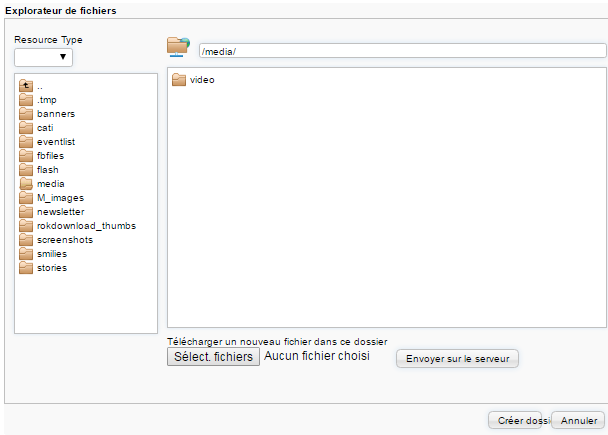 Explorateur de fichiers
Resource Type
/media/
..
.tmp
banners
cati
eventlist
fbfiles
flash
media
M_images
newsletter
rokdownload_thumbs
screenshots
smilies
stories
video
Télécharger un nouveau fichier dans ce dossier
Sélect. fichiers Aucun fichier choisi Envoyer sur le serveur
Créer dossi Annuler